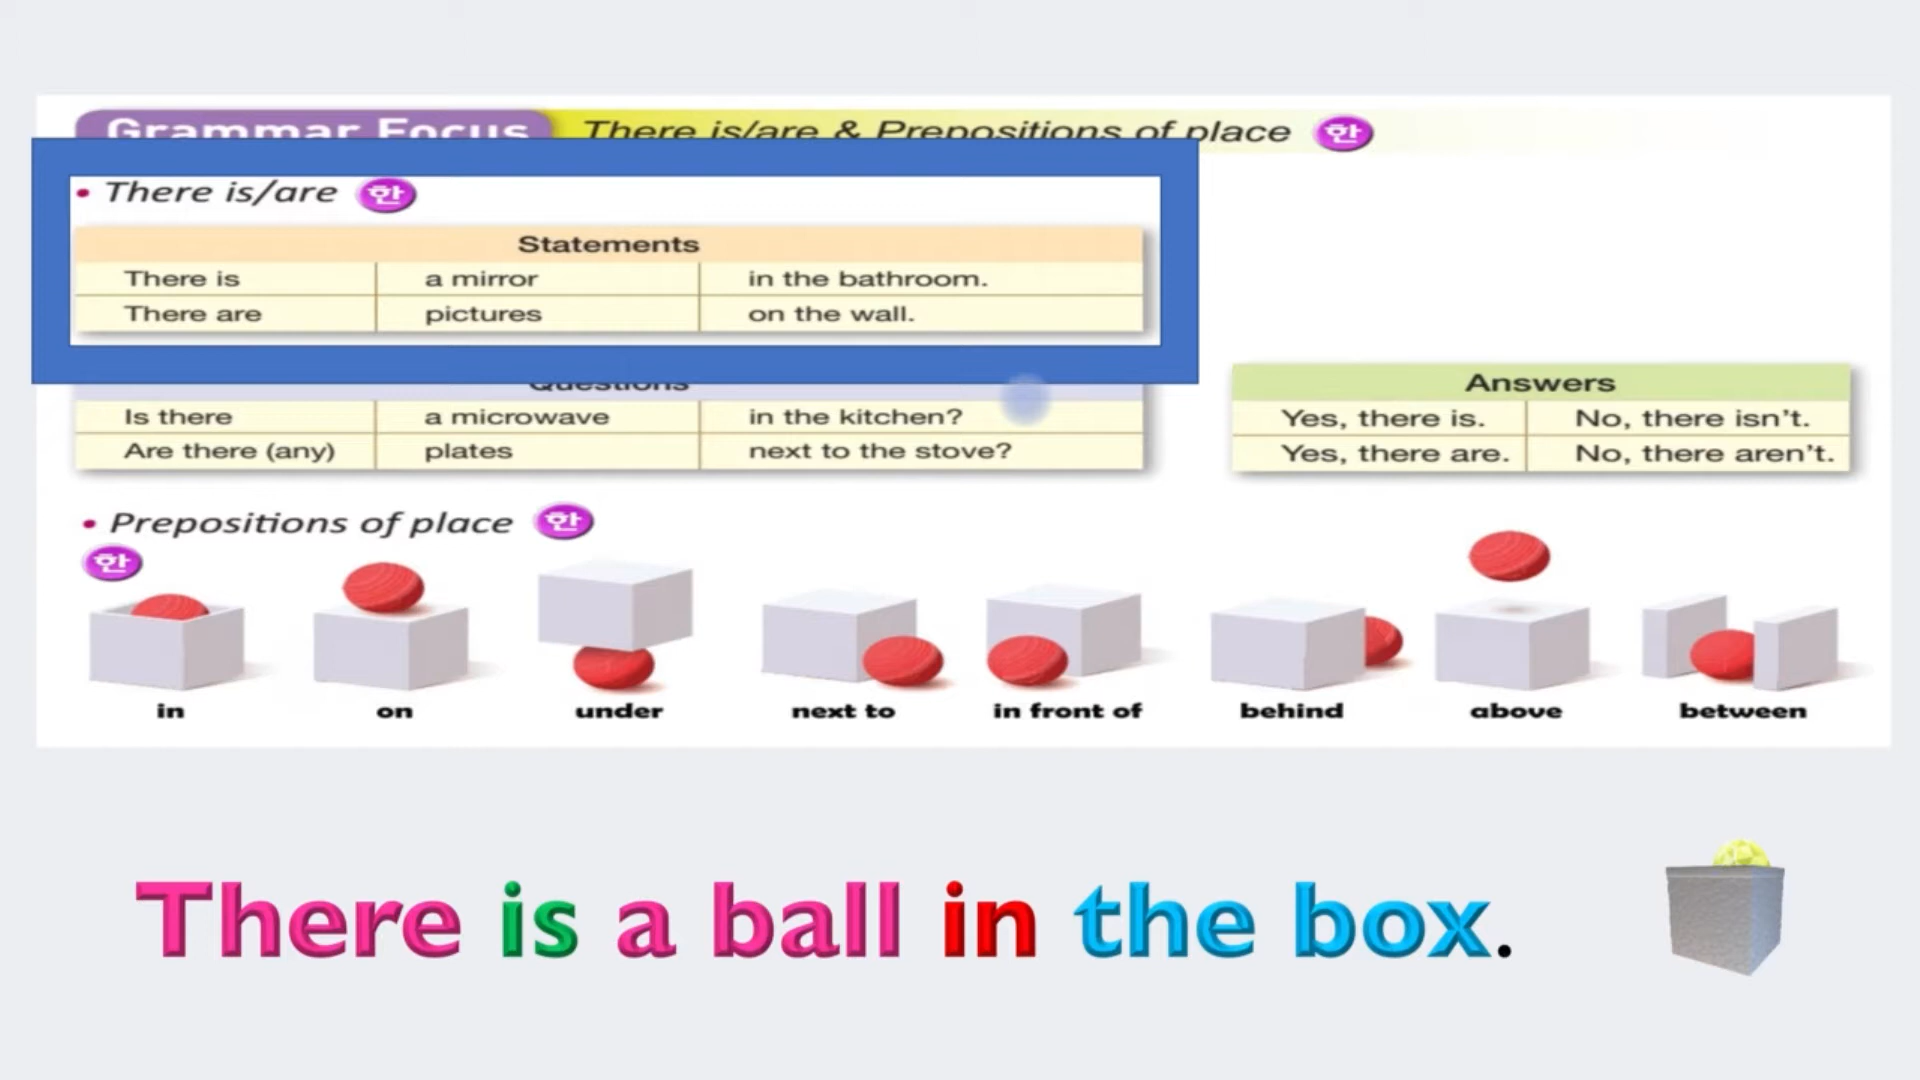 Grammar Focus There is/are & Prepositions of place 한
• There is/are 한
Statements
There is a mirror in the bathroom.
There are pictures on the wall.
Questions
Is there a microwave in the kitchen?
Are there (any) plates next to the stove?
Answers
Yes, there is. No, there isn't.
Yes, there are. No, there aren't.
• Prepositions of place 한
한
in on under next to in front of behind above between
There is a ball in the box.